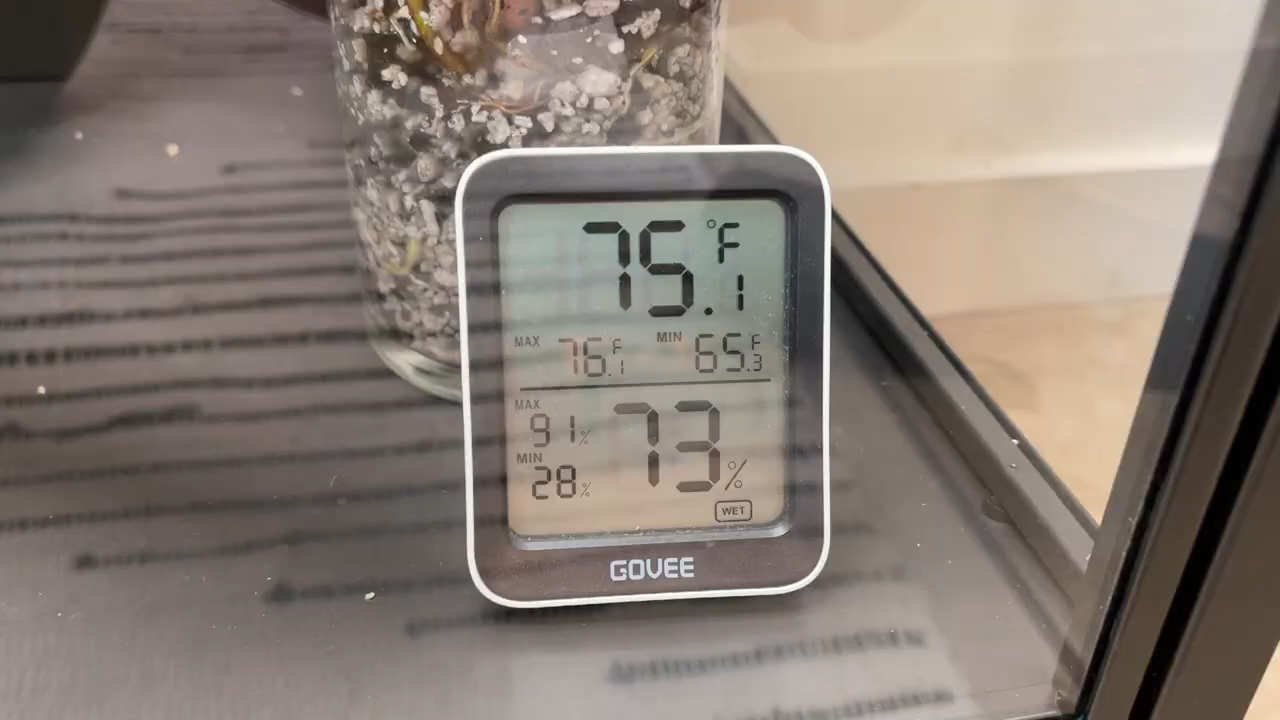 75.1 °F
MAX 76.1 F MIN 65.3 F
MAX
91%
MIN
28%
73%
WET
GOVEE